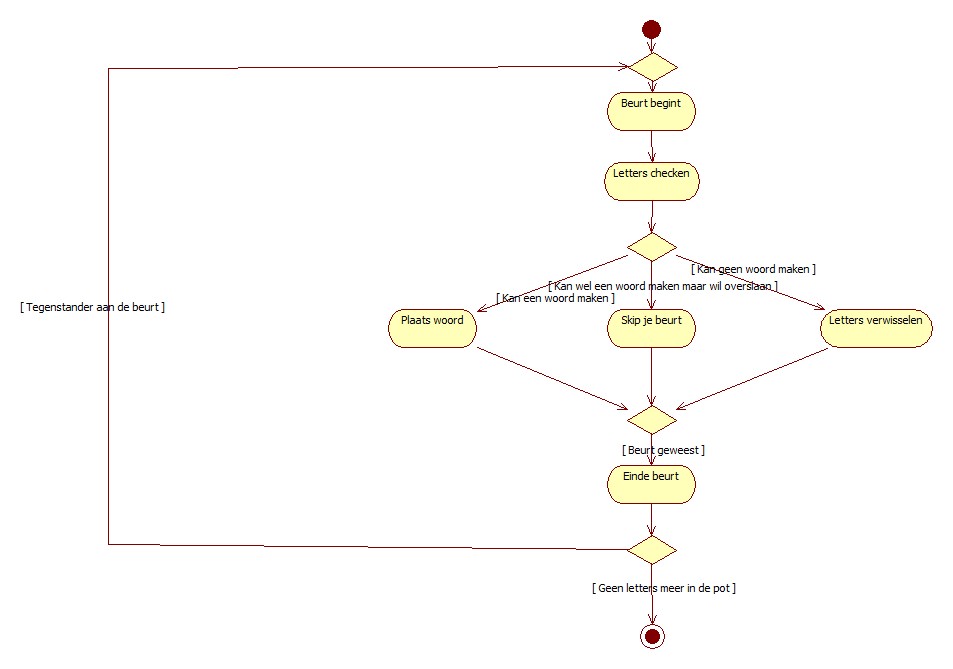 Beurt begint
Letters checken
[ Kan geen woord maken ]
[ Kan wel een woord maken maar wil overslaan ]
[ Kan een woord maken ]
[ Tegenstander aan de beurt ]
Plaats woord
Skip je beurt
Letters verwisselen
[ Beurt geweest ]
Einde beurt
[ Geen letters meer in de pot ]